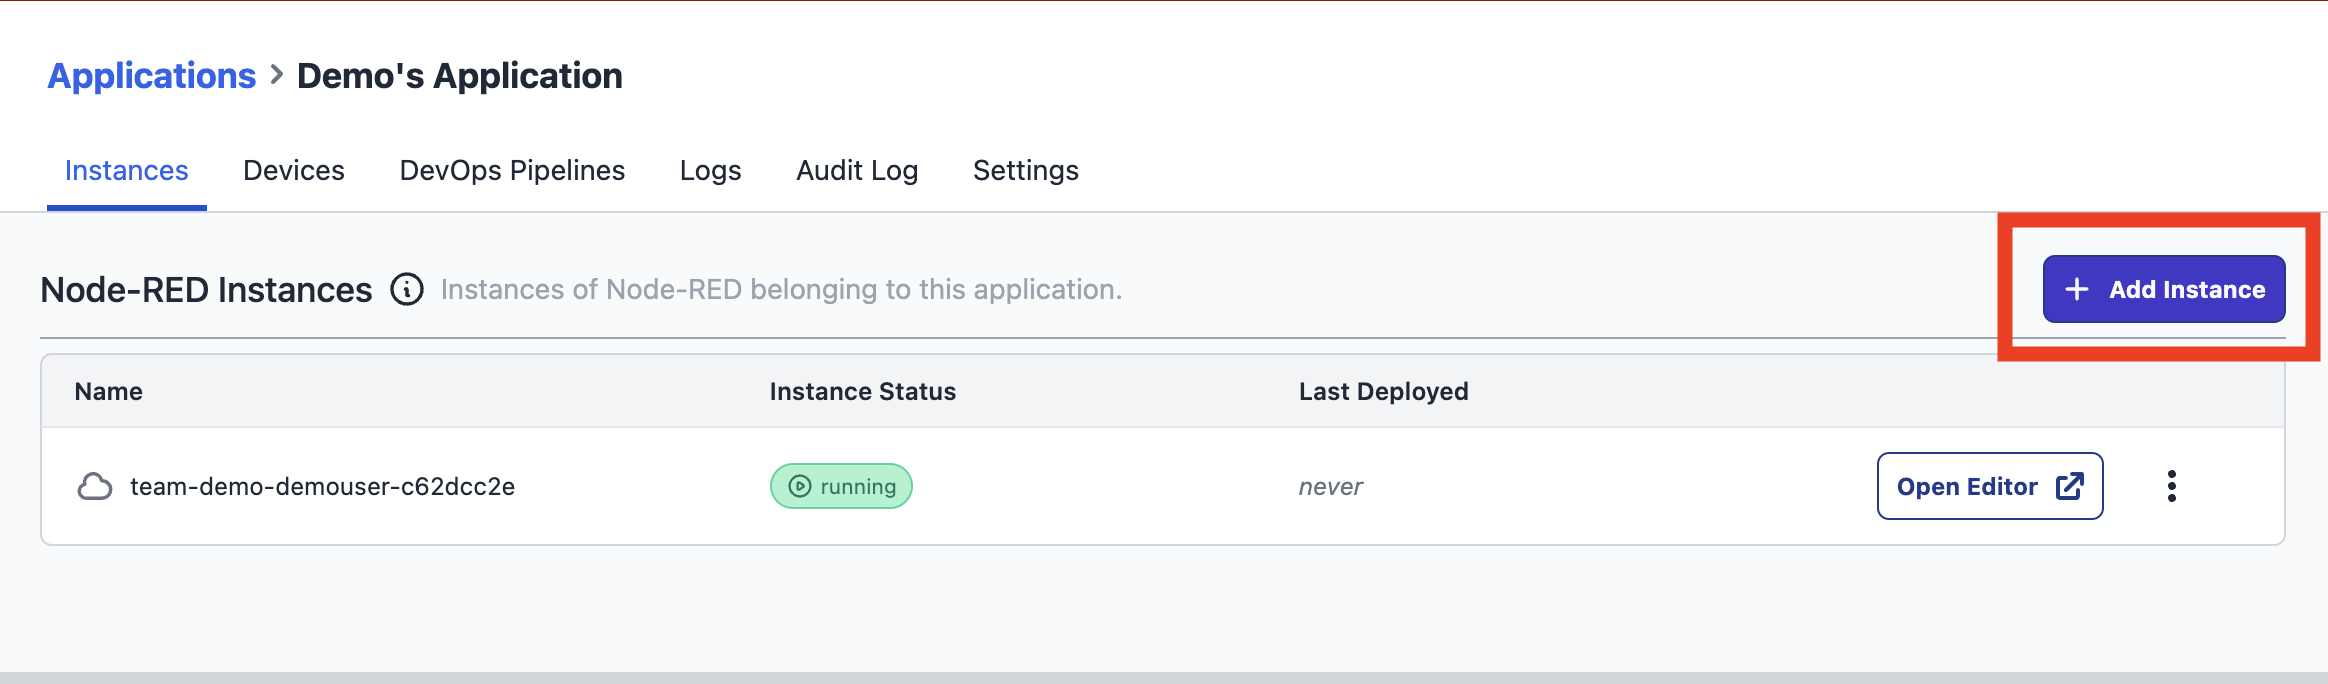 Applications > Demo's Application
Instances Devices DevOps Pipelines Logs Audit Log Settings
Node-RED Instances Instances of Node-RED belonging to this application. + Add Instance
Name Instance Status Last Deployed
team-demo-demouser-c62dcc2e running never Open Editor